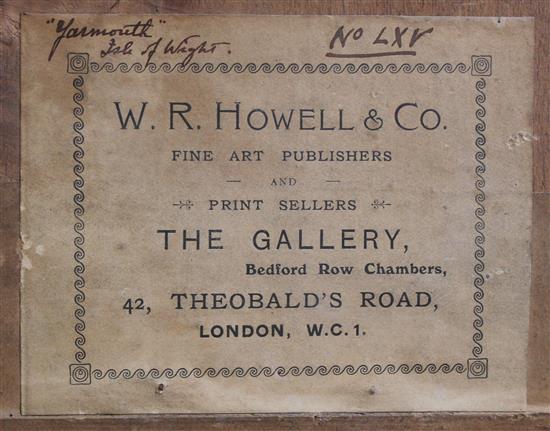 "Yarmouth"
Isle of Wight.
No LXV
W. R. HOWELL & CO.
FINE ART PUBLISHERS
— AND —
PRINT SELLERS
THE GALLERY,
Bedford Row Chambers,
42, THEOBALD'S ROAD,
LONDON, W.C.1.